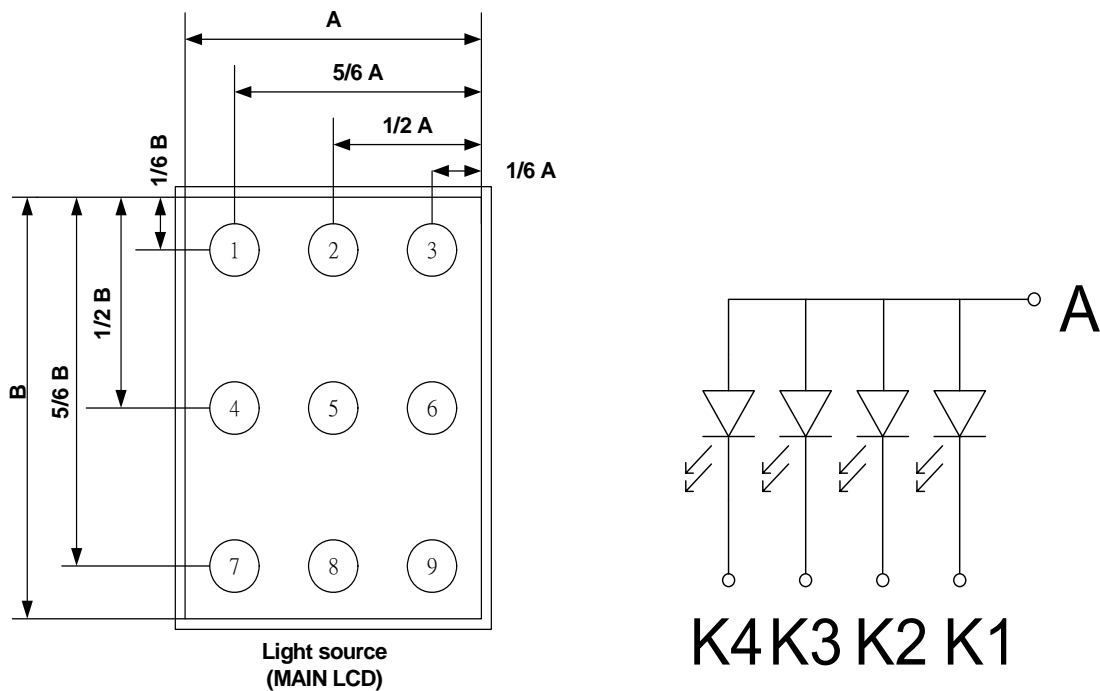 A
5/6 A
1/2 A
1/6 A
1/6 B
1/2 B
5/6 B
B
1 2 3
4 5 6
7 8 9
Light source
(MAIN LCD)
A
K4 K3 K2 K1